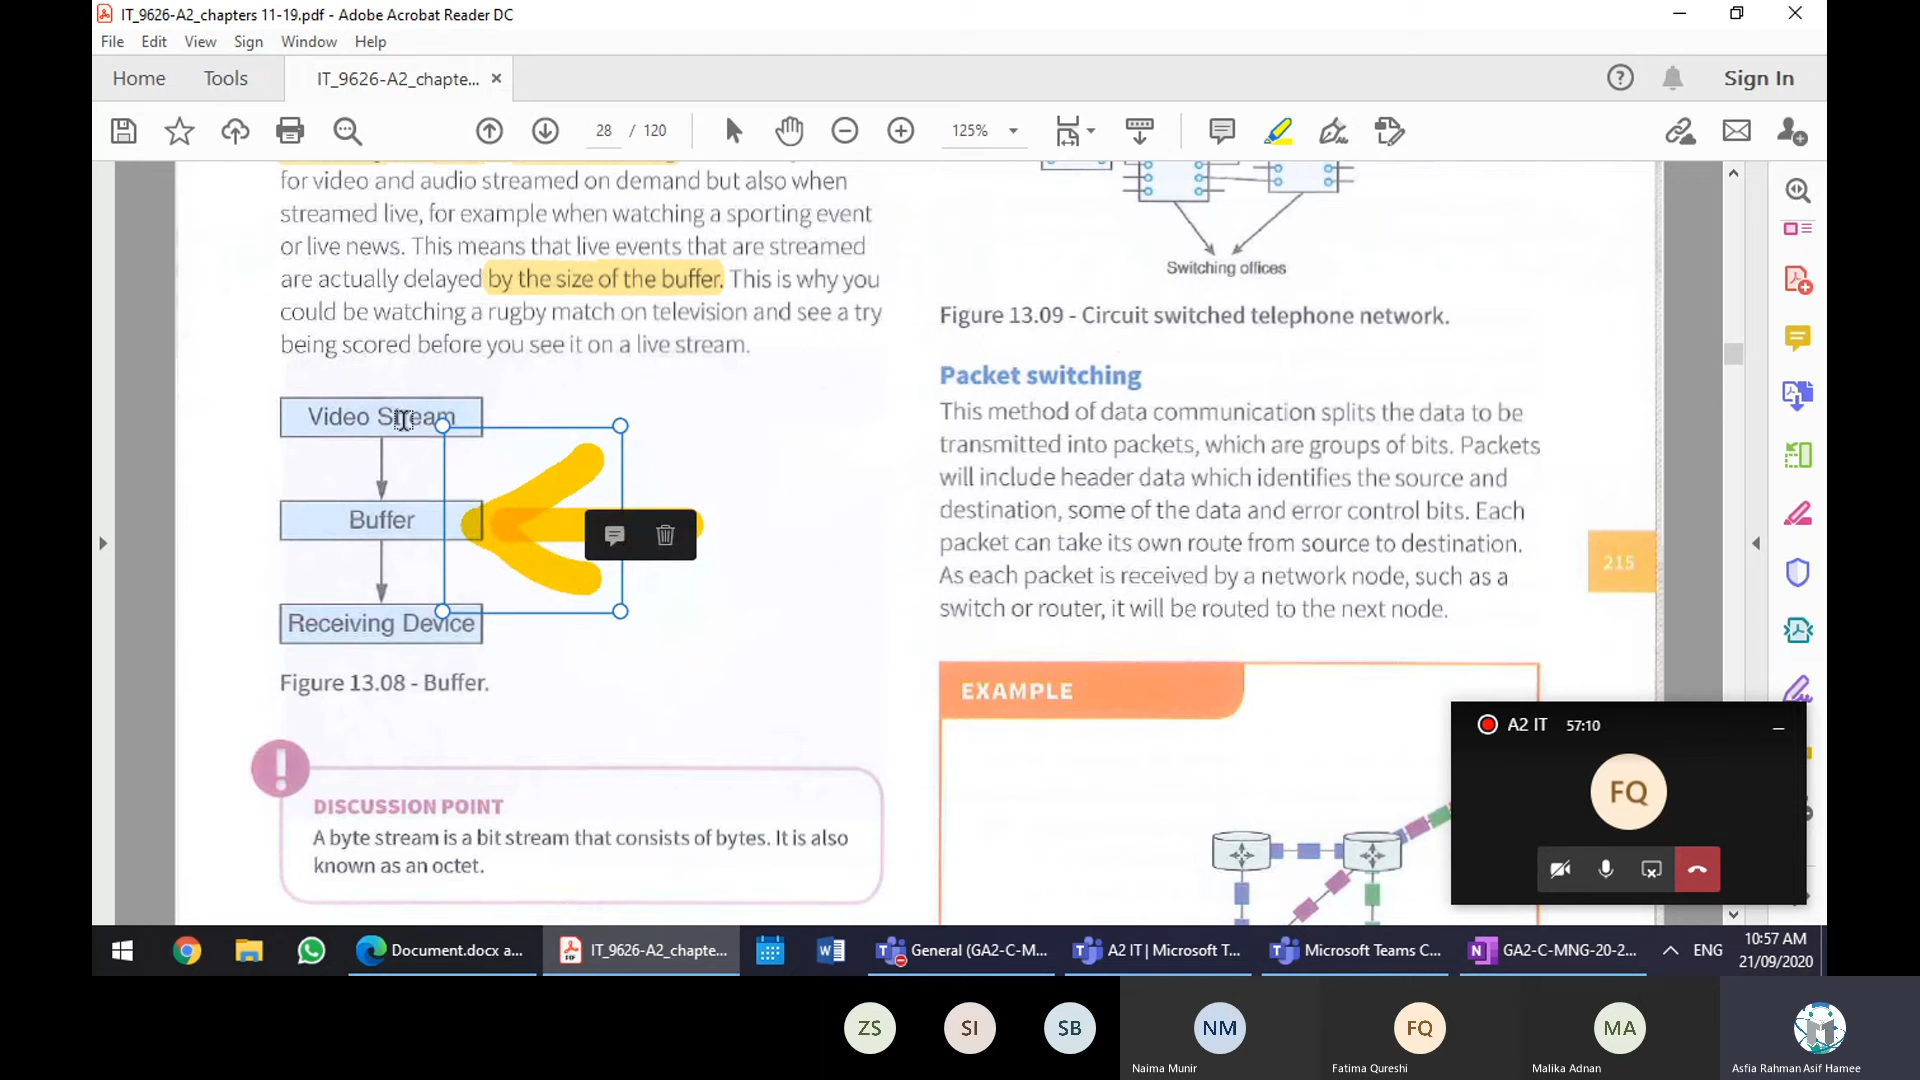 IT_9626-A2_chapters 11-19.pdf - Adobe Acrobat Reader DC
File Edit View Sign Window Help
Home Tools IT_9626-A2_chapte... × Sign In
28 / 120 125%
for video and audio streamed on demand but also when
streamed live, for example when watching a sporting event
or live news. This means that live events that are streamed
are actually delayed by the size of the buffer. This is why you
could be watching a rugby match on television and see a try
being scored before you see it on a live stream.
Video Stream
Buffer
Receiving Device
Figure 13.08 - Buffer.
!
DISCUSSION POINT
A byte stream is a bit stream that consists of bytes. It is also
known as an octet.
Switching offices
Figure 13.09 - Circuit switched telephone network.
Packet switching
This method of data communication splits the data to be
transmitted into packets, which are groups of bits. Packets
will include header data which identifies the source and
destination, some of the data and error control bits. Each
packet can take its own route from source to destination.
As each packet is received by a network node, such as a
switch or router, it will be routed to the next node.
215
EXAMPLE
A2 IT 57:10
FQ
Document.docx a... IT_9626-A2_chapte... General (GA2-C-M... A2 IT | Microsoft T... Microsoft Teams C... GA2-C-MNG-20-2... ENG
10:57 AM
21/09/2020
ZS SI SB NM FQ MA
Naima Munir Fatima Qureshi Malika Adnan Asfia Rahman Asif Hamee